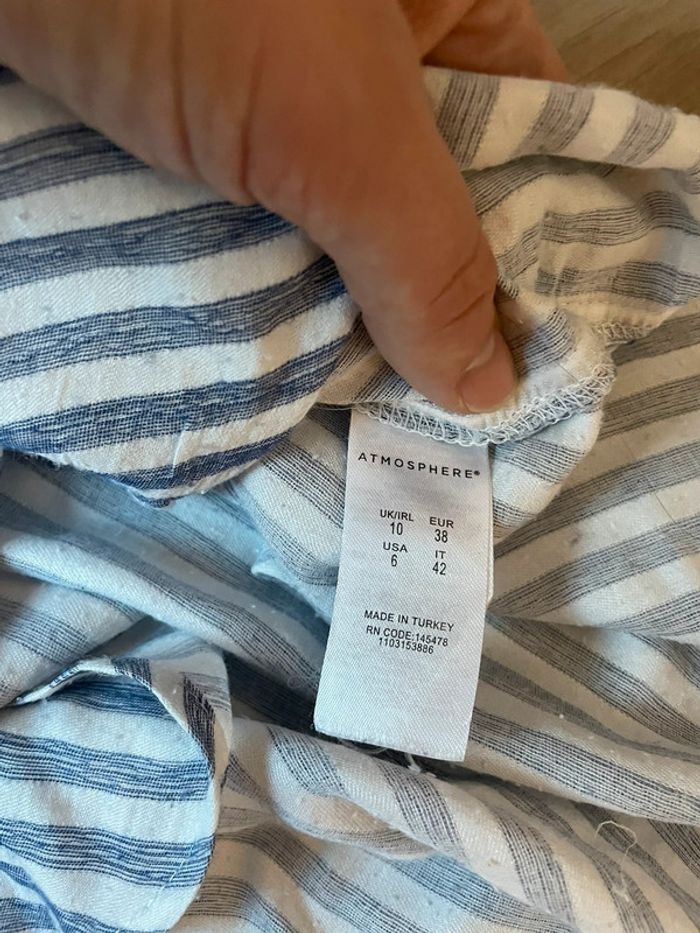 ATMOSPHERE®
UK/IRL EUR
10 38
USA IT
6 42
MADE IN TURKEY
RN CODE:145478
1103153886